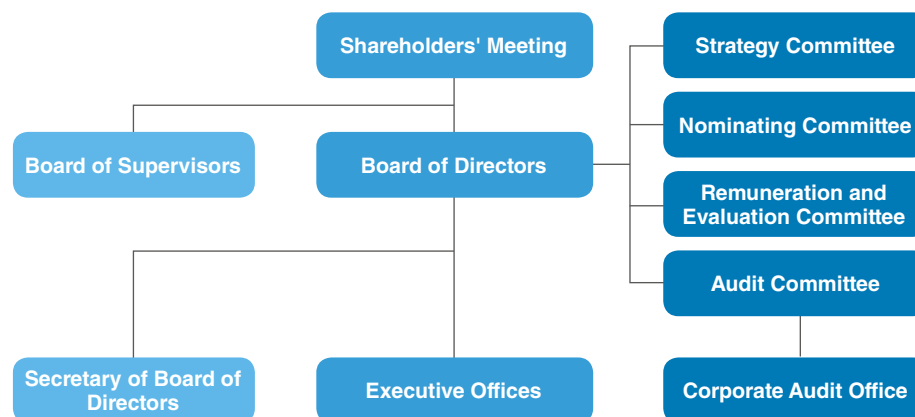 Shareholders' Meeting
Strategy Committee
Nominating Committee
Board of Supervisors
Board of Directors
Remuneration and
Evaluation Committee
Audit Committee
Secretary of Board of
Directors
Executive Offices
Corporate Audit Office